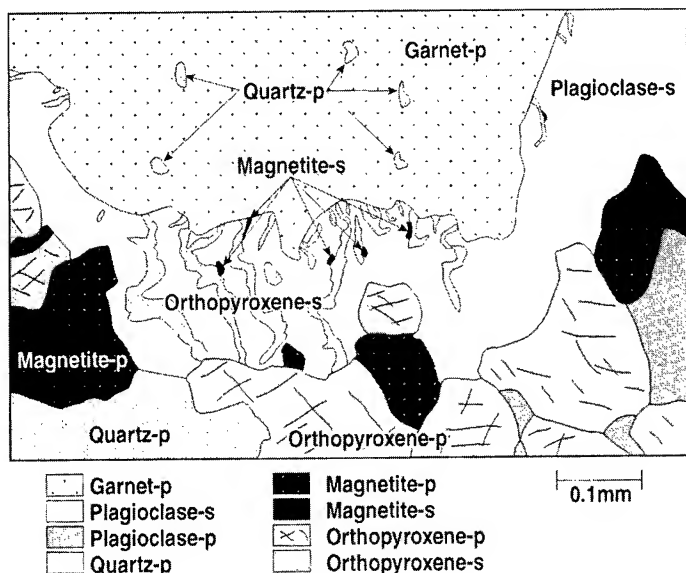 Garnet-p
Quartz-p
Plagioclase-s
Magnetite-s
Orthopyroxene-s
Magnetite-p
Quartz-p
Orthopyroxene-p
Garnet-p
Plagioclase-s
Plagioclase-p
Quartz-p
Magnetite-p
Magnetite-s
Orthopyroxene-p
Orthopyroxene-s
0.1mm